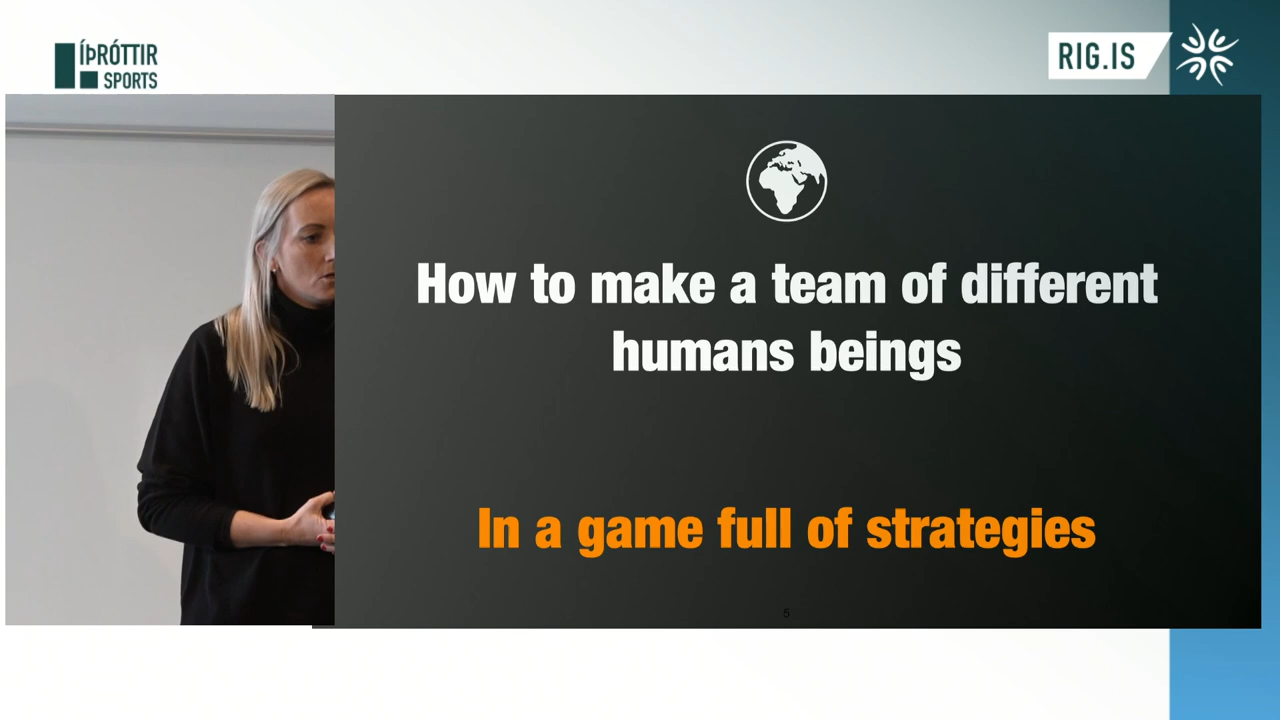 ÍÞRÓTTIR
SPORTS
RIG.IS
How to make a team of different
humans beings
In a game full of strategies
5